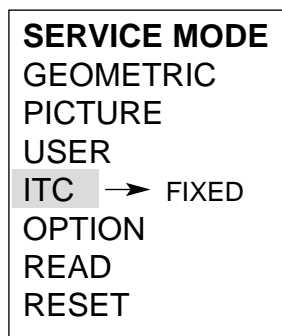 SERVICE MODE
GEOMETRIC
PICTURE
USER
ITC → FIXED
OPTION
READ
RESET